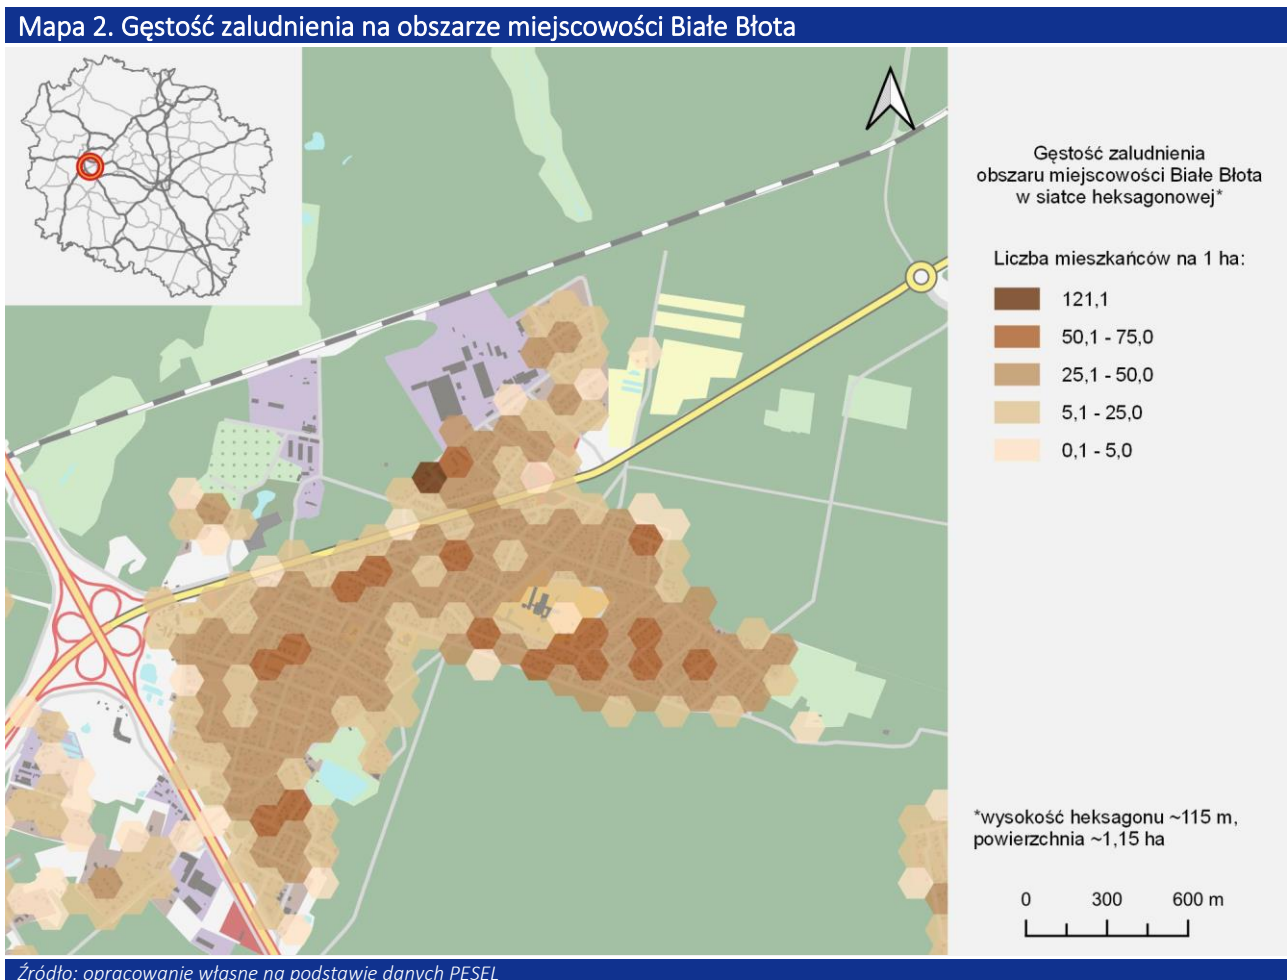 Mapa 2. Gęstość zaludnienia na obszarze miejscowości Białe Błota
Gęstość zaludnienia
obszaru miejscowości Białe Błota
w siatce heksagonowej*
Liczba mieszkańców na 1 ha:
121,1
50,1 - 75,0
25,1 - 50,0
5,1 - 25,0
0,1 - 5,0
*wysokość heksagonu ~115 m,
powierzchnia ~1,15 ha
0 300 600 m
Źródło: opracowanie własne na podstawie danych PESEL